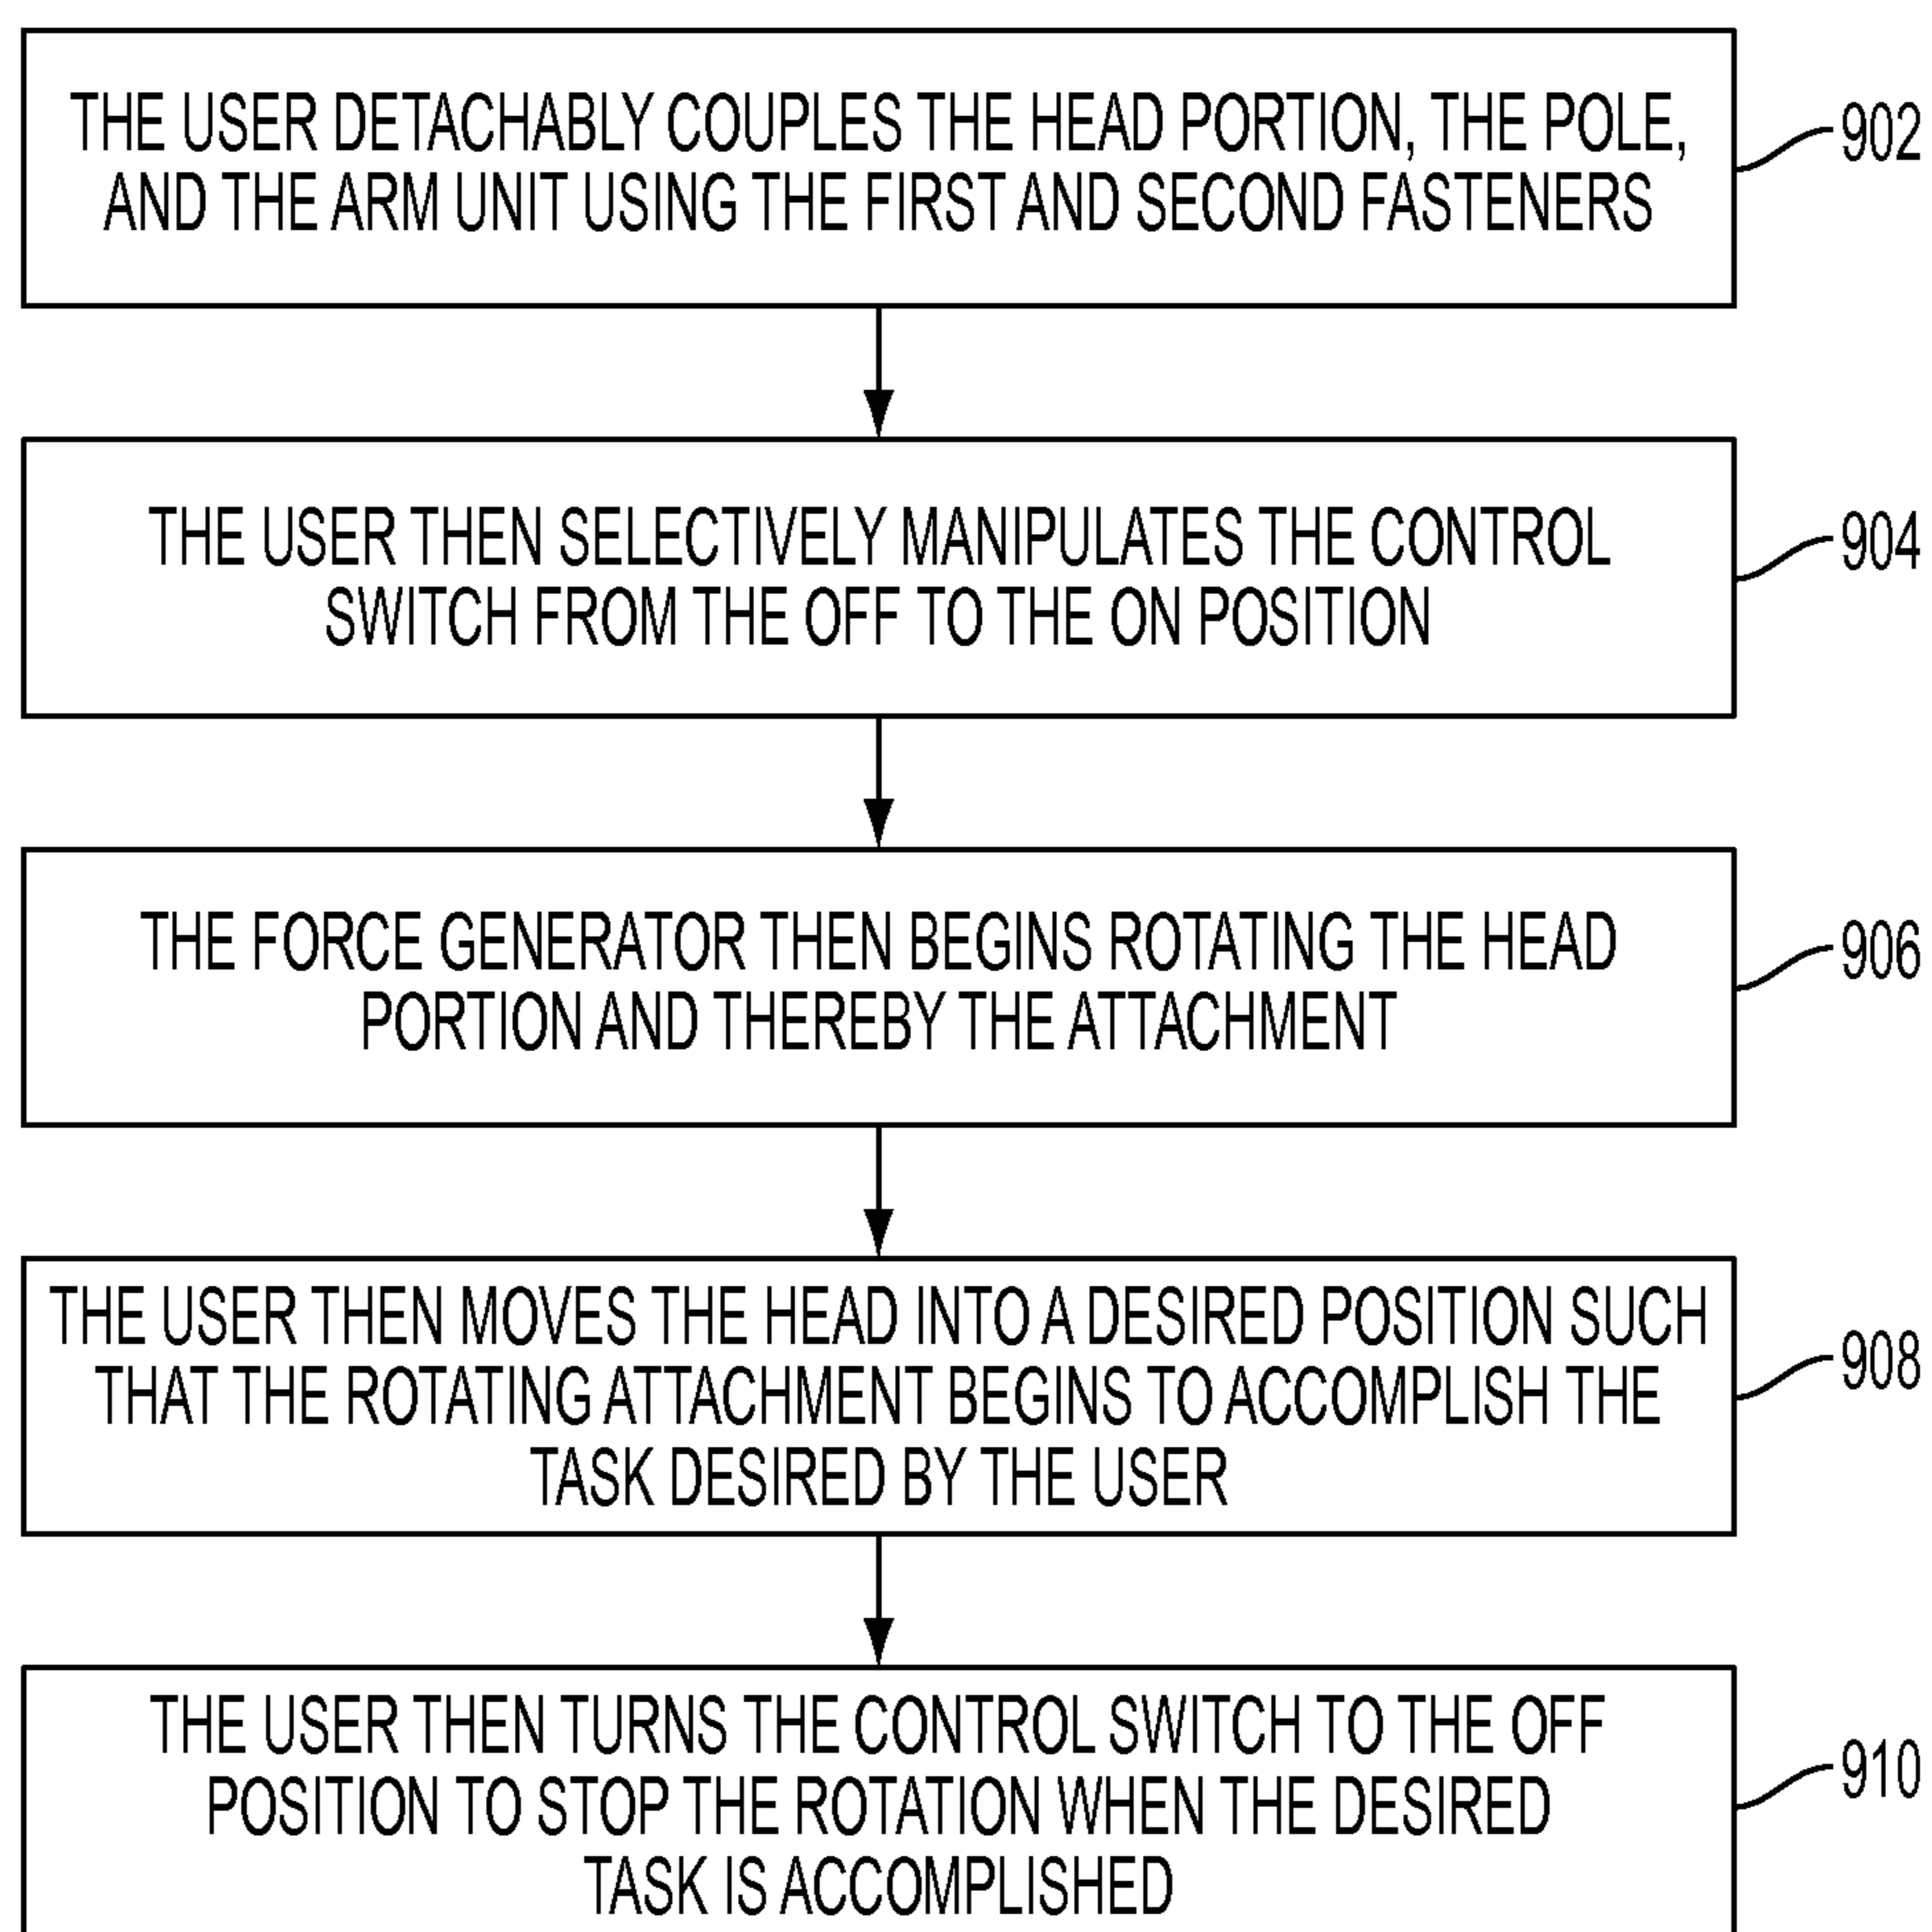 THE USER DETACHABLY COUPLES THE HEAD PORTION, THE POLE,
AND THE ARM UNIT USING THE FIRST AND SECOND FASTENERS
902
THE USER THEN SELECTIVELY MANIPULATES THE CONTROL
SWITCH FROM THE OFF TO THE ON POSITION
904
THE FORCE GENERATOR THEN BEGINS ROTATING THE HEAD
PORTION AND THEREBY THE ATTACHMENT
906
THE USER THEN MOVES THE HEAD INTO A DESIRED POSITION SUCH
THAT THE ROTATING ATTACHMENT BEGINS TO ACCOMPLISH THE
TASK DESIRED BY THE USER
908
THE USER THEN TURNS THE CONTROL SWITCH TO THE OFF
POSITION TO STOP THE ROTATION WHEN THE DESIRED
TASK IS ACCOMPLISHED
910